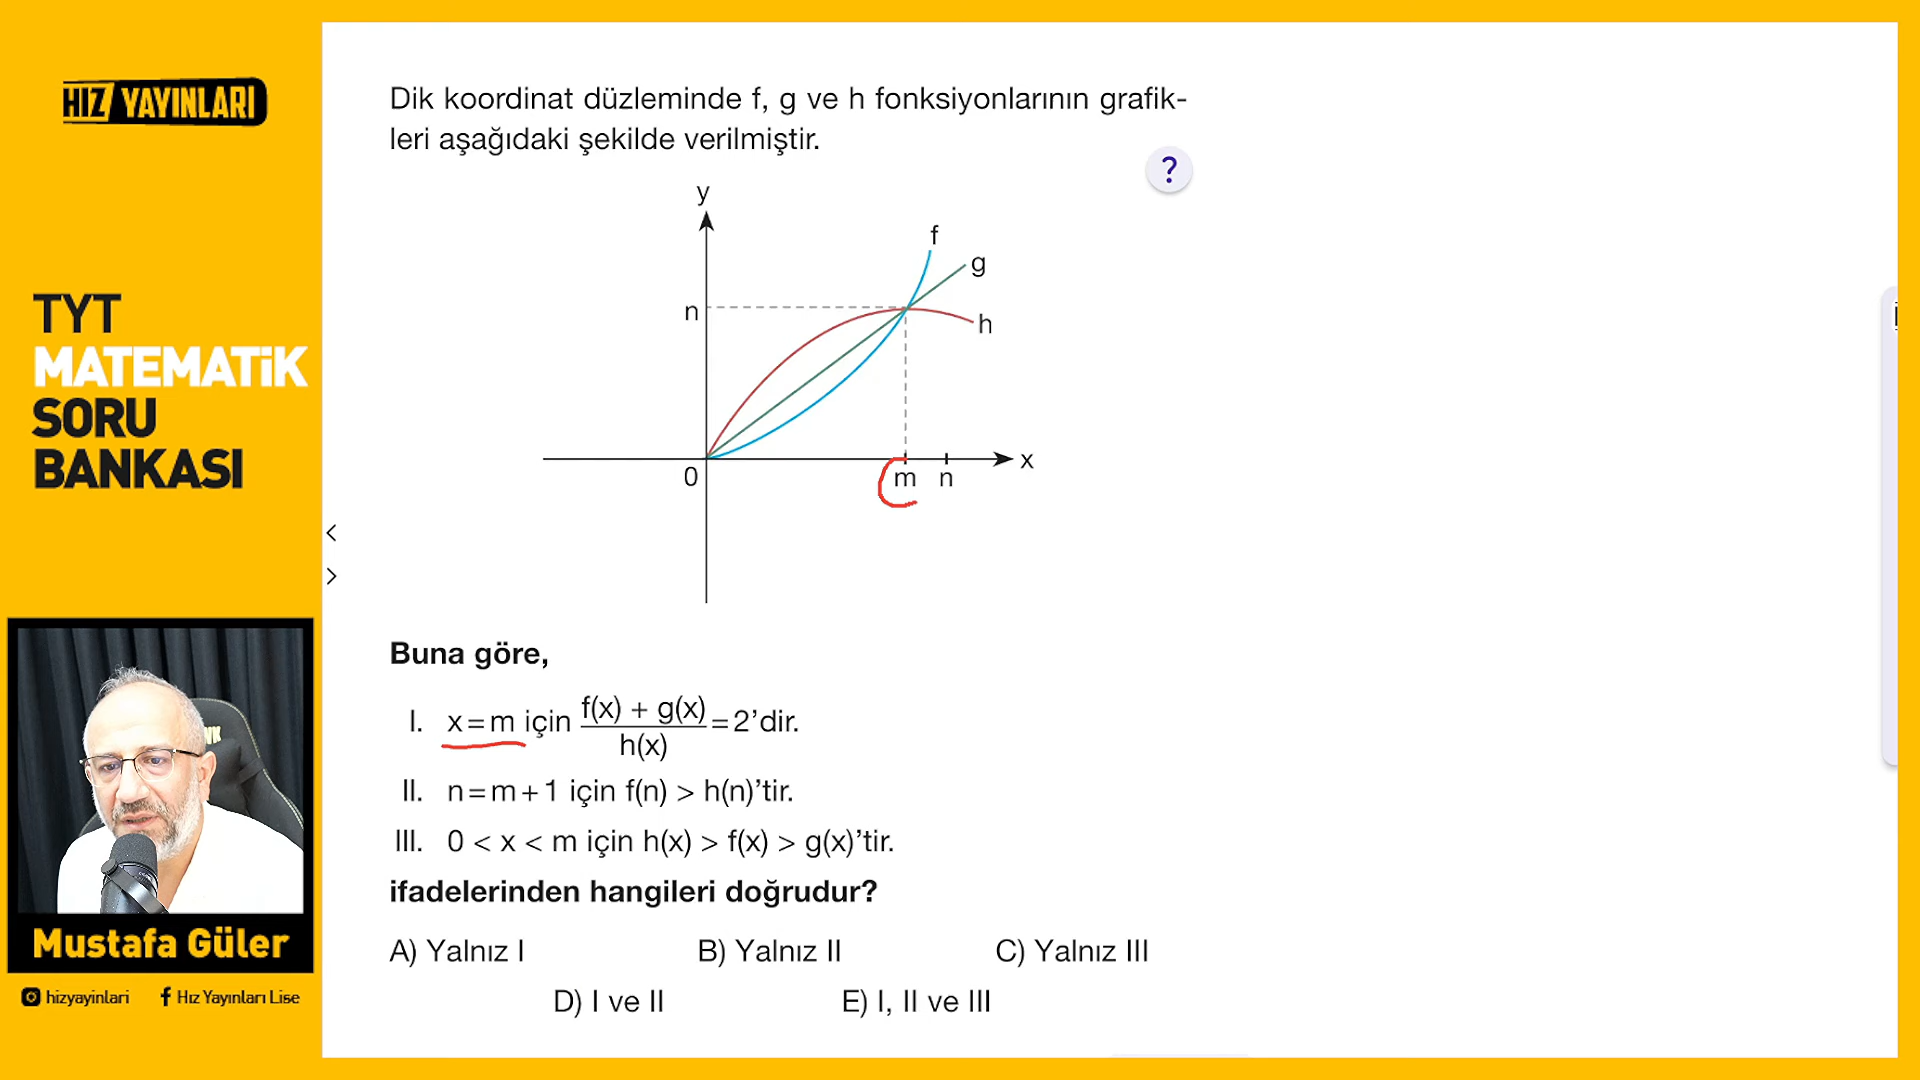 HIZ YAYINLARI
TYT
MATEMATİK
SORU
BANKASI
Mustafa Güler
hizyayinlari
Hız Yayınları Lise
Dik koordinat düzleminde f, g ve h fonksiyonlarının grafik-
leri aşağıdaki şekilde verilmiştir.
?
y
f
g
n
h
x
0
m
n
<
>
Buna göre,
I. x = m için f(x) + g(x) / h(x) = 2’dir.
II. n = m + 1 için f(n) > h(n)’tir.
III. 0 < x < m için h(x) > f(x) > g(x)’tir.
ifadelerinden hangileri doğrudur?
A) Yalnız I B) Yalnız II C) Yalnız III
D) I ve II E) I, II ve III